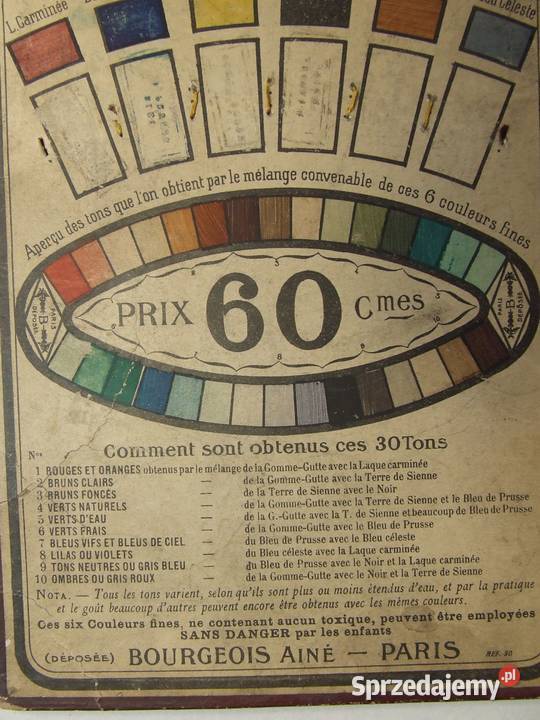 L. Carminée
Céleste
Aperçu des tons que l'on obtient par le mélange convenable de ces 6 couleurs fines
PARIS
B
DÉPOSÉE
PRIX 60 Cmes
PARIS
B
DÉPOSÉE
Comment sont obtenus ces 30 Tons
Nos
1 ROUGES ET ORANGÉS obtenus par le mélange de la Gomme-Gutte avec la Laque carminée
2 BRUNS CLAIRS — de la Gomme-Gutte avec la Terre de Sienne
3 BRUNS FONCÉS — de la Terre de Sienne avec le Noir
4 VERTS NATURELS — de la Gomme-Gutte avec la Terre de Sienne et le Bleu de Prusse
5 VERTS D'EAU — de la G.-Gutte avec la T. de Sienne et beaucoup de Bleu de Prusse
6 VERTS FRAIS — de la Gomme-Gutte avec le Bleu de Prusse
7 BLEUS VIFS ET BLEUS DE CIEL — du Bleu de Prusse avec le Bleu céleste
8 LILAS OU VIOLETS — du Bleu céleste avec la Laque carminée
9 TONS NEUTRES OU GRIS BLEU — du Bleu de Prusse avec le Noir et la Laque carminée
10 OMBRES OU GRIS ROUX — de la Gomme-Gutte avec le Noir et la Terre de Sienne
NOTA. — Tous les tons varient, selon qu'ils sont plus ou moins étendus d'eau, et par la pratique
et le goût beaucoup d'autres peuvent encore être obtenus avec les mêmes couleurs.
Ces six Couleurs fines, ne contenant aucun toxique, peuvent être employées
SANS DANGER par les enfants
(DÉPOSÉE) BOURGEOIS AINÉ — PARIS REF. 30
Sprzedajemy.pl